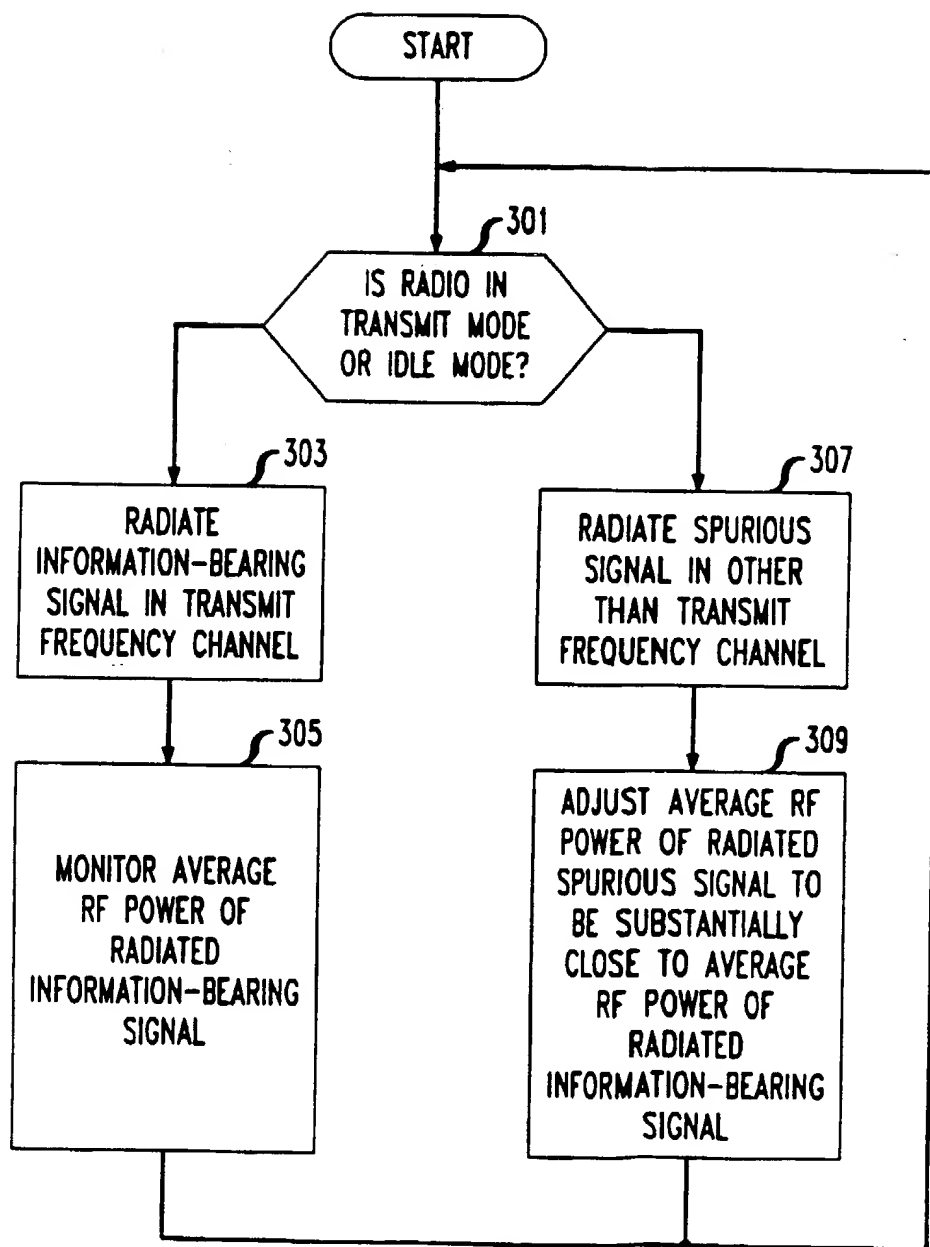 START
301
IS RADIO IN
TRANSMIT MODE
OR IDLE MODE?
303
RADIATE
INFORMATION-BEARING
SIGNAL IN TRANSMIT
FREQUENCY CHANNEL
305
MONITOR AVERAGE
RF POWER OF
RADIATED
INFORMATION-BEARING
SIGNAL
307
RADIATE SPURIOUS
SIGNAL IN OTHER
THAN TRANSMIT
FREQUENCY CHANNEL
309
ADJUST AVERAGE RF
POWER OF RADIATED
SPURIOUS SIGNAL TO
BE SUBSTANTIALLY
CLOSE TO AVERAGE
RF POWER OF
RADIATED
INFORMATION-BEARING
SIGNAL